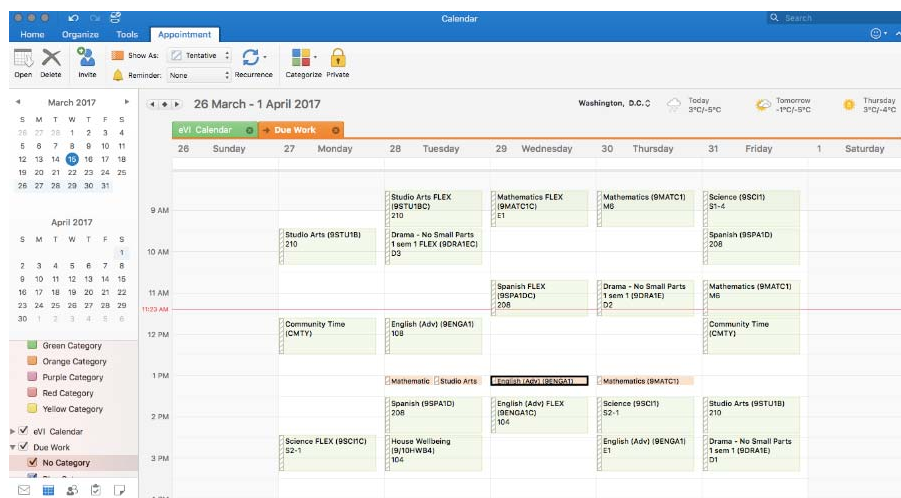 Calendar
Search
Home Organize Tools Appointment
Open Delete Invite Show As: Tentative Reminder: None Recurrence Categorize Private
March 2017
S M T W T F S
26 27 28 1 2 3 4
5 6 7 8 9 10 11
12 13 14 15 16 17 18
19 20 21 22 23 24 25
26 27 28 29 30 31
April 2017
S M T W T F S
1
2 3 4 5 6 7 8
9 10 11 12 13 14 15
16 17 18 19 20 21 22
23 24 25 26 27 28 29
30 1 2 3 4 5 6
Green Category
Orange Category
Purple Category
Red Category
Yellow Category
eVI Calendar
Due Work
No Category
26 March - 1 April 2017
Washington, D.C.
Today
3°C/-5°C
Tomorrow
-1°C/-5°C
Thursday
3°C/-4°C
eVI Calendar
Due Work
26 Sunday 27 Monday 28 Tuesday 29 Wednesday 30 Thursday 31 Friday 1 Saturday
9 AM
10 AM
11 AM
11:23 AM
12 PM
1 PM
2 PM
3 PM
Studio Arts (9STU1B)
210
Community Time
(CMTY)
Science FLEX (9SCI1C)
S2-1
Studio Arts FLEX
(9STU1BC)
210
Drama - No Small Parts
1 sem 1 FLEX (9DRA1EC)
D3
English (Adv) (9ENGA1)
108
Mathematic
Studio Arts
Spanish (9SPA1D)
208
House Wellbeing
(9/10HWB4)
104
Mathematics FLEX
(9MATC1C)
E1
Spanish FLEX
(9SPA1DC)
208
English (Adv) (9ENGA1)
English (Adv) FLEX
(9ENGA1C)
104
Mathematics (9MATC1)
M6
Drama - No Small Parts
1 sem 1 (9DRA1E)
D2
Mathematics (9MATC1)
Science (9SCI1)
S2-1
English (Adv) (9ENGA1)
E1
Science (9SCI1)
S1-4
Spanish (9SPA1D)
208
Mathematics (9MATC1)
M6
Community Time
(CMTY)
Studio Arts (9STU1B)
210
Drama - No Small Parts
1 sem 1 (9DRA1E)
D1